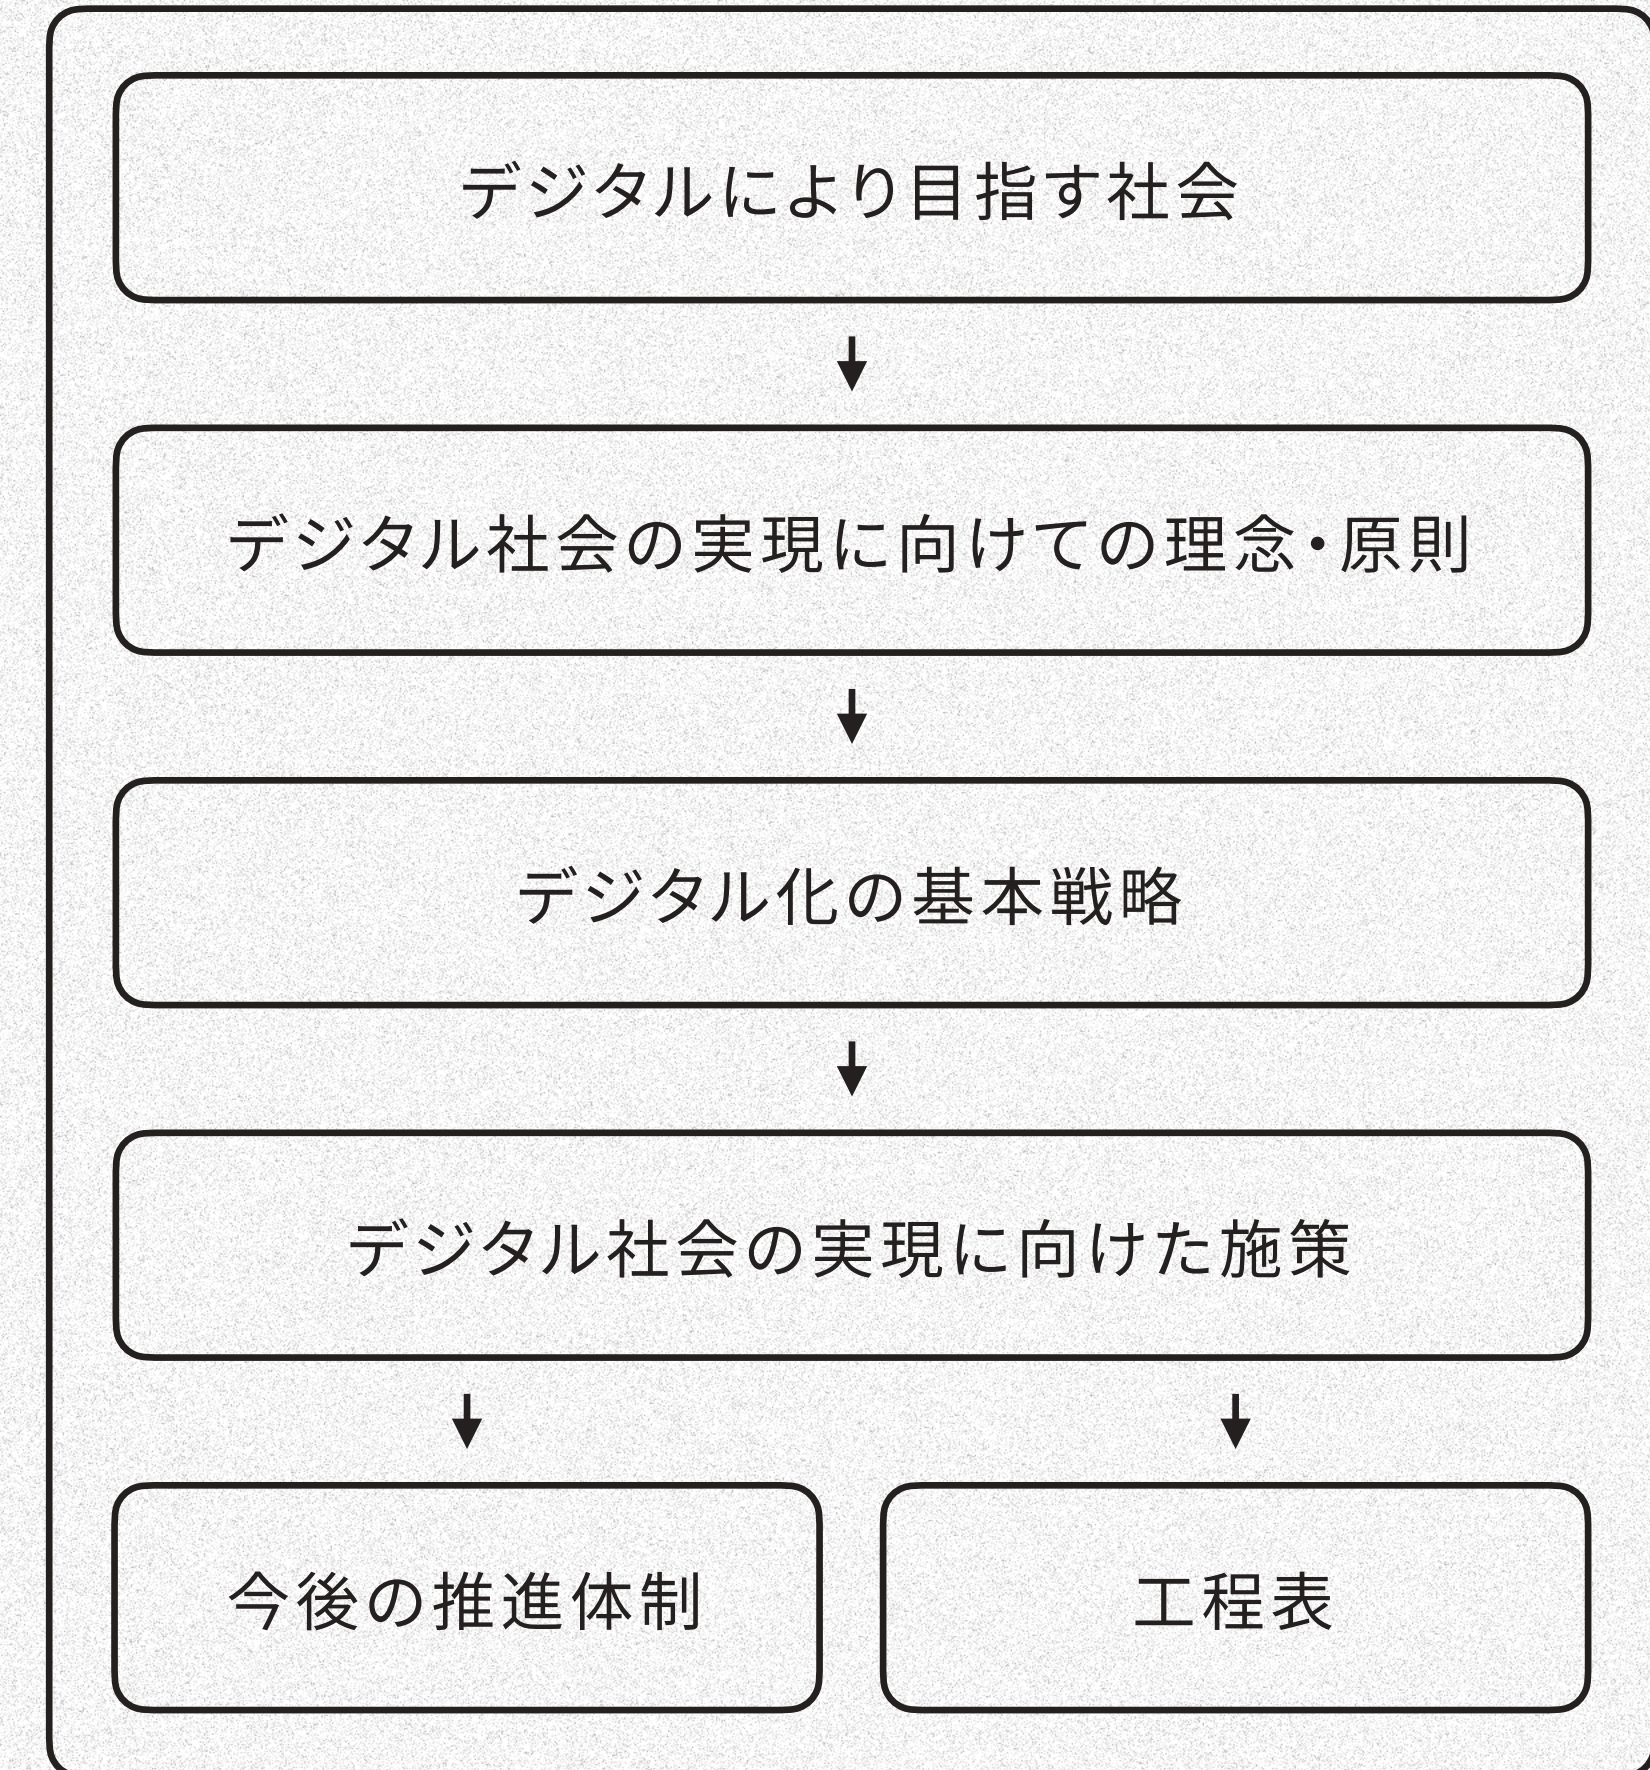 デジタルにより目指す社会
デジタル社会の実現に向けての理念・原則
デジタル化の基本戦略
デジタル社会の実現に向けた施策
今後の推進体制
工程表